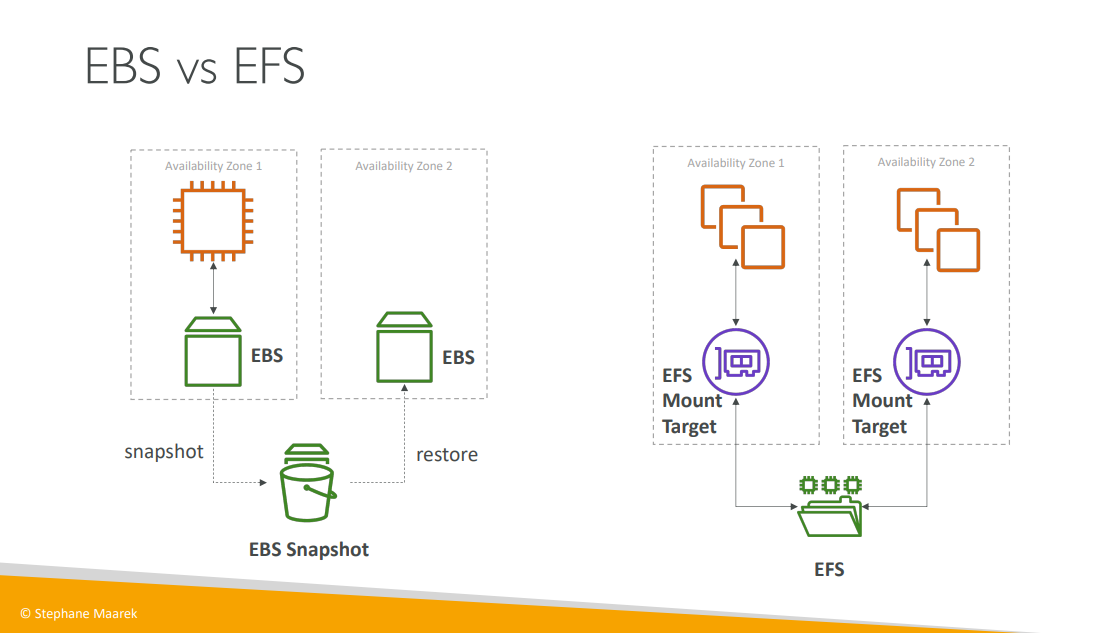 EBS vs EFS
Availability Zone 1
Availability Zone 2
EBS
EBS
snapshot
restore
EBS Snapshot
Availability Zone 1
Availability Zone 2
EFS
Mount
Target
EFS
Mount
Target
EFS
© Stephane Maarek